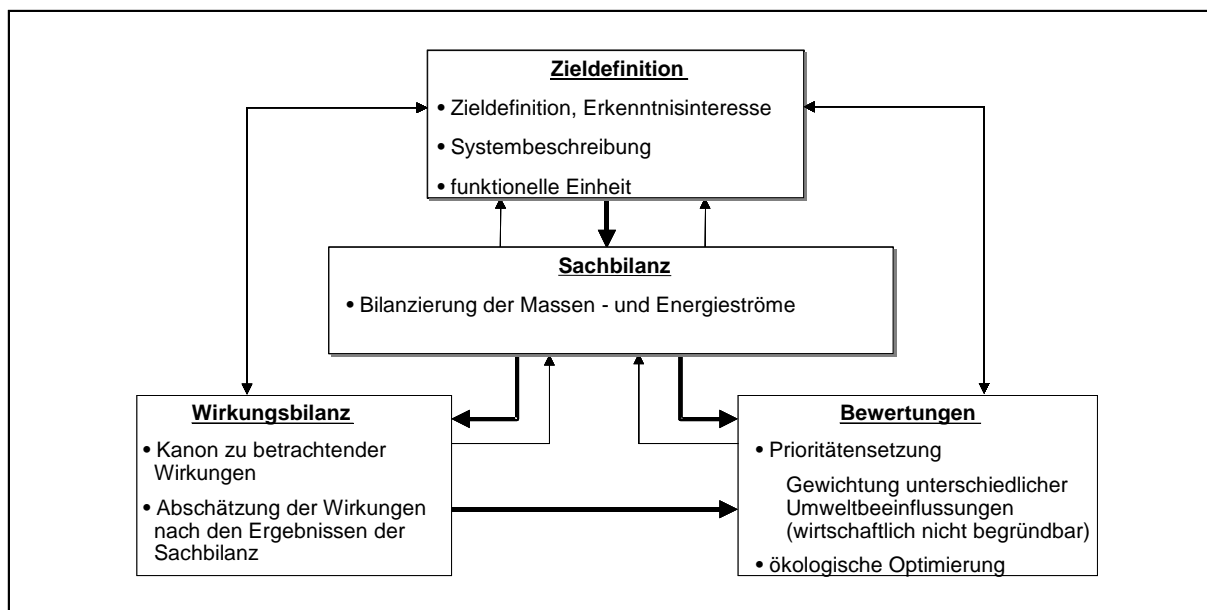 Zieldefinition
• Zieldefinition, Erkenntnisinteresse
• Systembeschreibung
• funktionelle Einheit
Sachbilanz
• Bilanzierung der Massen - und Energieströme
Wirkungsbilanz
• Kanon zu betrachtender
Wirkungen
• Abschätzung der Wirkungen
nach den Ergebnissen der
Sachbilanz
Bewertungen
• Prioritätensetzung
Gewichtung unterschiedlicher
Umweltbeeinflussungen
(wirtschaftlich nicht begründbar)
• ökologische Optimierung